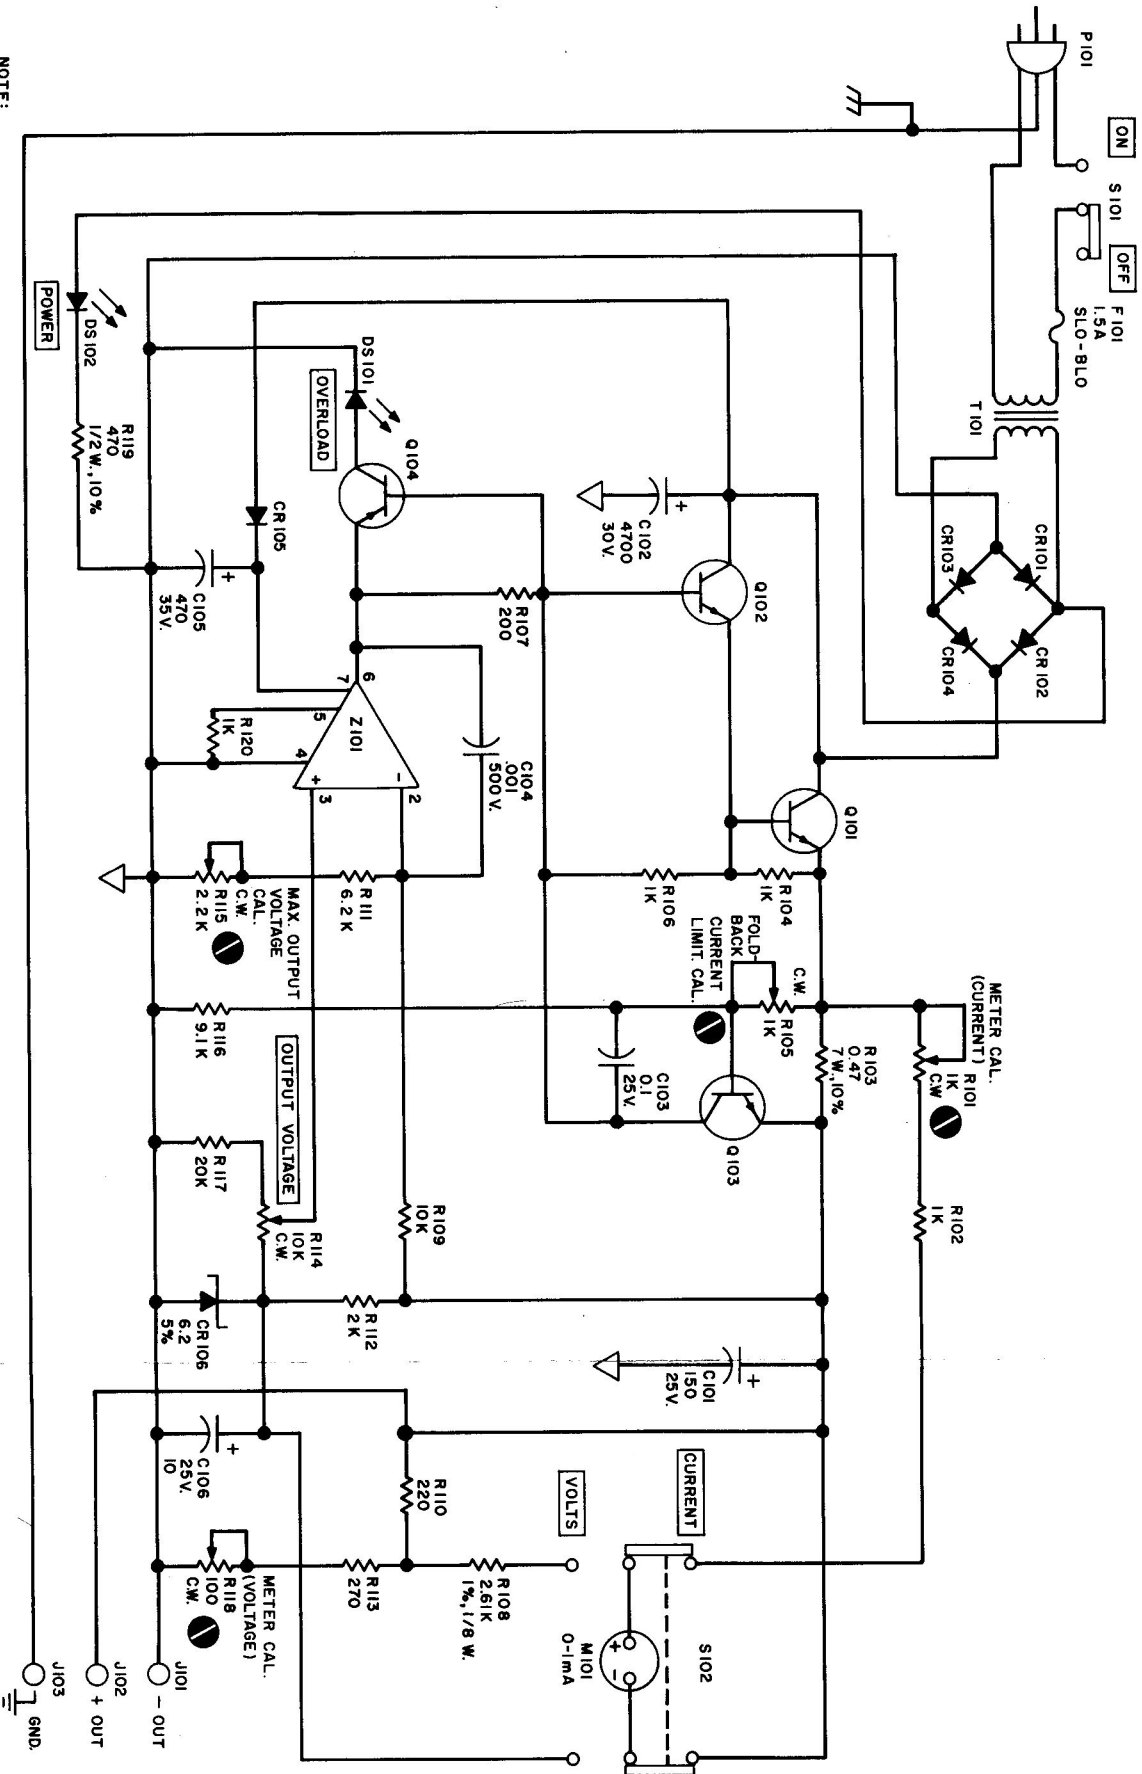 P101
ON
S101
OFF
F101
1.5A
SLO-BLO
T101
CR101
CR102
CR103
CR104
METER CAL.
(CURRENT)
R101
1K
C.W
R102
1K
Q101
R103
0.47
7W.,10%
R104
1K
C.W.
R105
1K
FOLD-
BACK
CURRENT
LIMIT. CAL.
R106
1K
Q102
C102
4700
30V.
+
Q103
C103
0.1
25V.
C101
150
25V.
+
CURRENT
S102
VOLTS
M101
0-1mA
+
-
R107
200
Q104
DS101
OVERLOAD
C104
.001
500V.
R109
10K
R110
220
R108
2.61K
1%,1/8 W.
CR105
Z101
6
7
5
4
+
3
-
2
R111
6.2K
R112
2K
R113
270
OUTPUT VOLTAGE
R114
10K
C.W.
R120
1K
C105
470
35V.
+
MAX. OUTPUT
VOLTAGE
CAL.
C.W.
R115
2.2K
R116
9.1K
R117
20K
CR106
6.2
5%
C106
25V.
10
+
METER CAL.
(VOLTAGE)
R118
100
C.W.
DS102
POWER
R119
470
1/2W.,10%
J101
- OUT
J102
+ OUT
J103
GND.
NOTE: